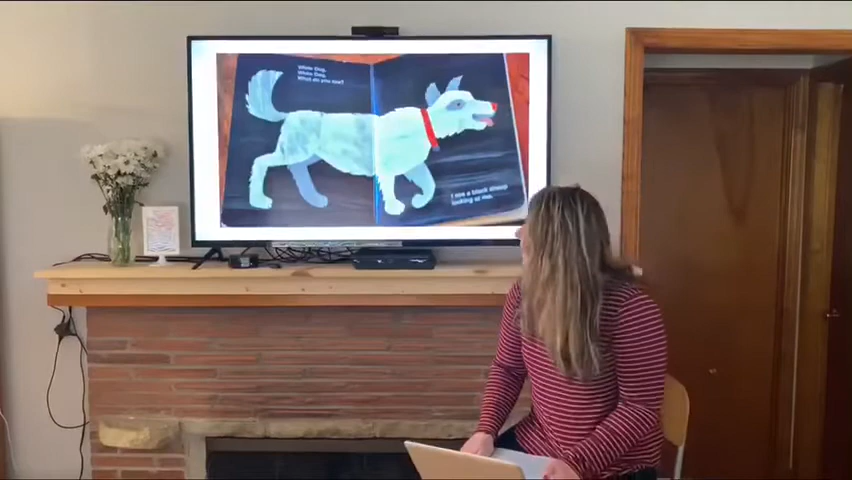 White Dog,
White Dog,
What do you see?
I see a black sheep
looking at me.